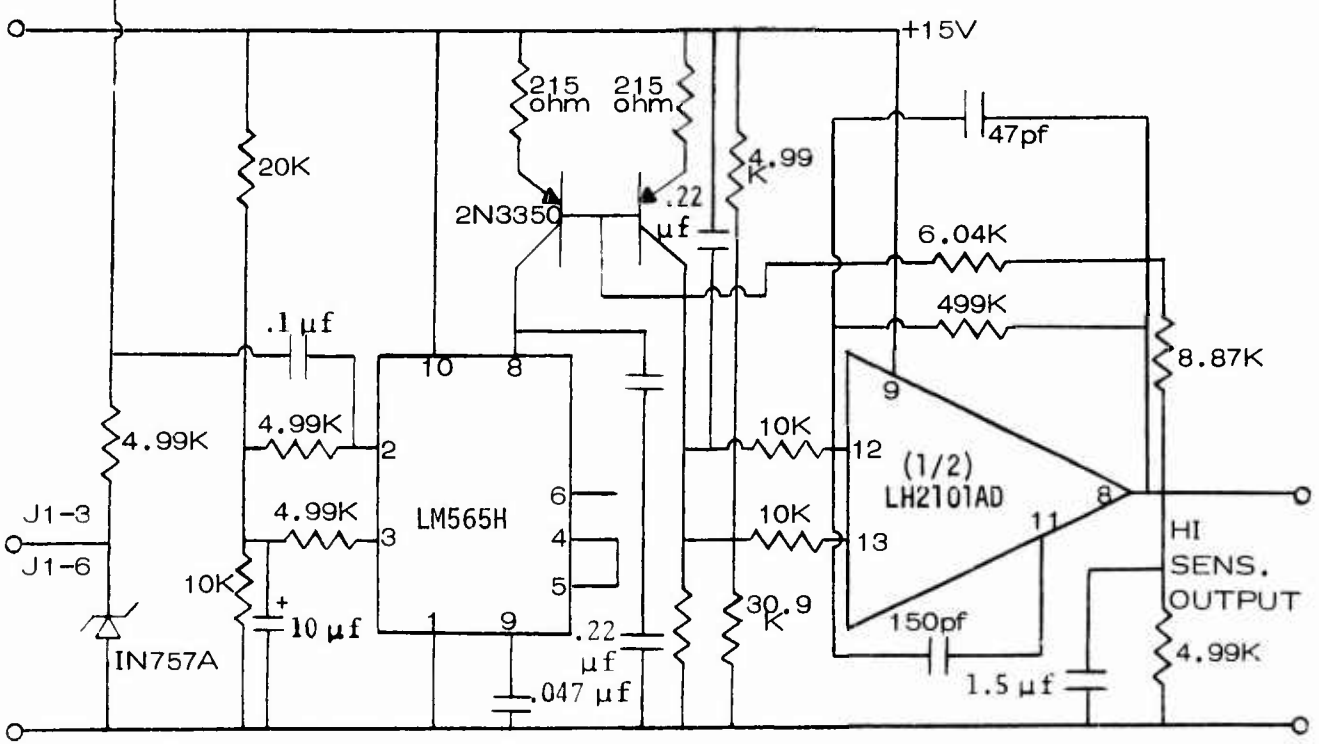 +15V
215
ohm
215
ohm
47pf
20K
4.99
K
.22
µf
2N3350
6.04K
.1 µf
499K
8.87K
10
8
9
4.99K
4.99K
2
10K
12
(1/2)
LH2101AD
8
6
J1-3
4.99K
3
LM565H
4
10K
13
11
HI
SENS.
OUTPUT
J1-6
5
10K
+
10 µf
1
9
.22
µf
30.9
K
150pf
4.99K
IN757A
.047 µf
1.5 µf